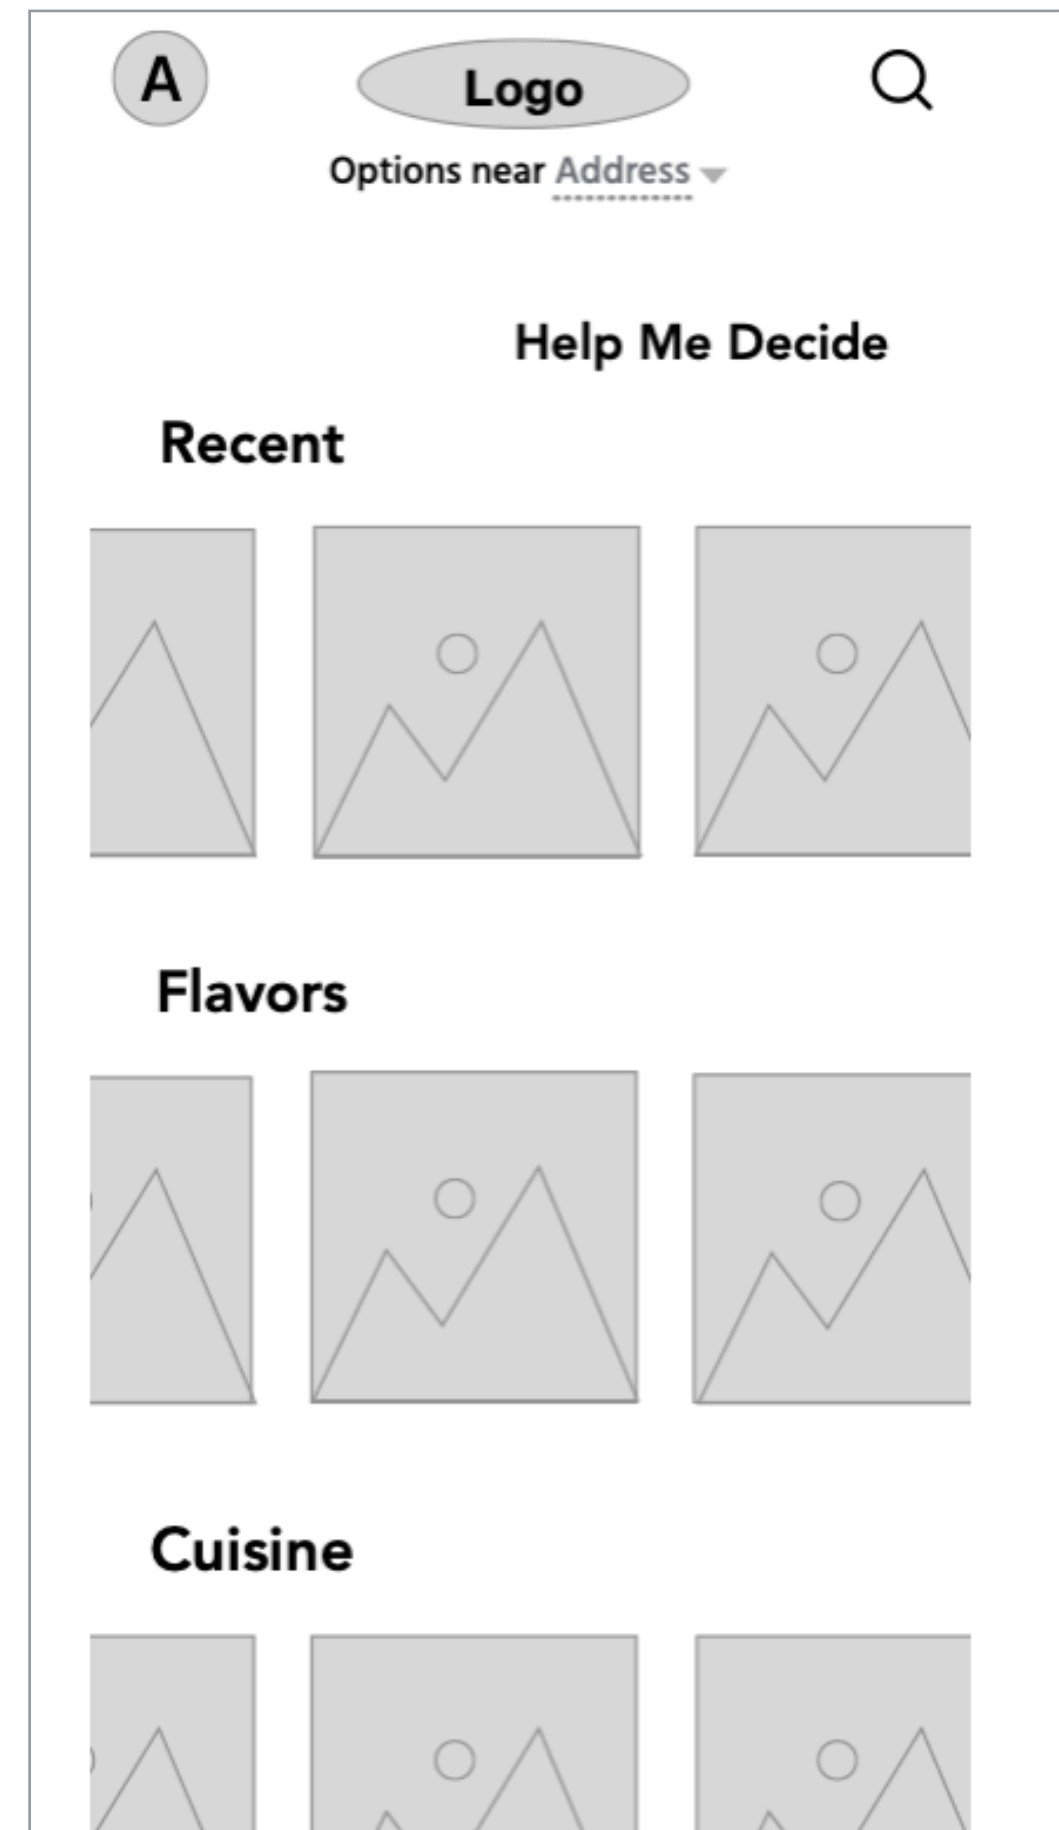 A
Logo
Options near Address
Help Me Decide
Recent
Flavors
Cuisine